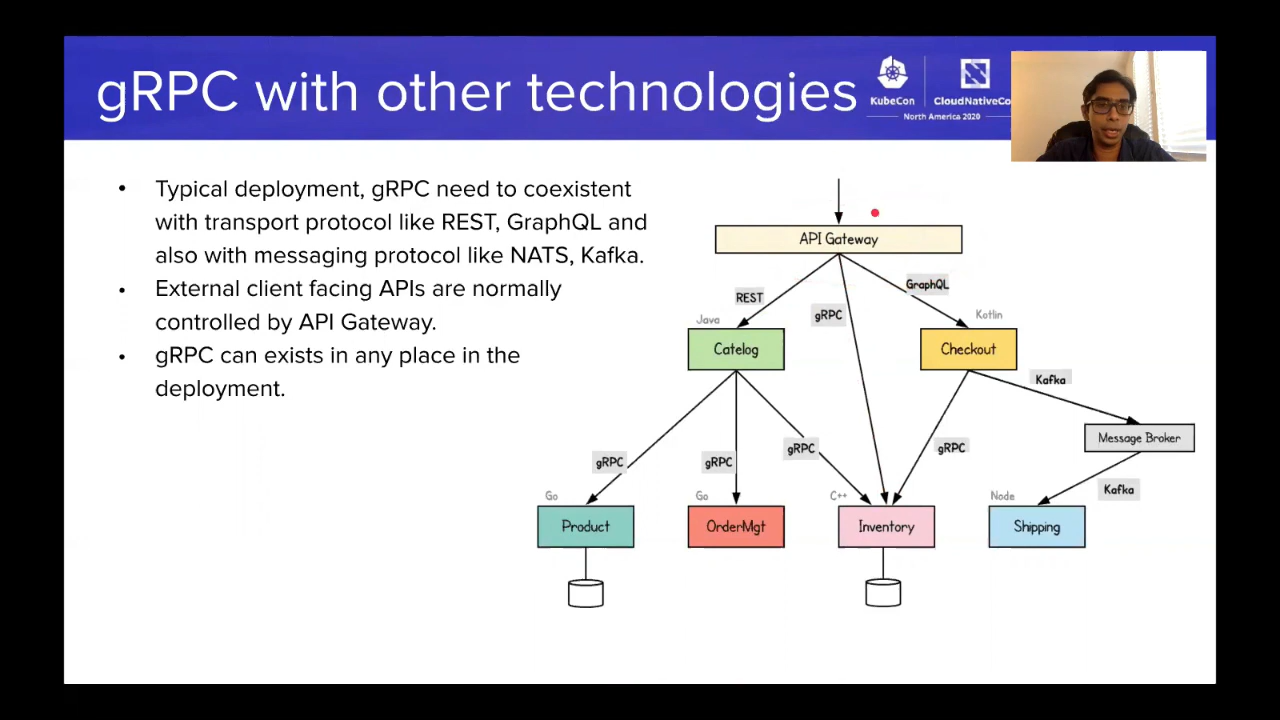 gRPC with other technologies
KubeCon
CloudNativeCo
North America 2020
• Typical deployment, gRPC need to coexistent
with transport protocol like REST, GraphQL and
also with messaging protocol like NATS, Kafka.
• External client facing APIs are normally
controlled by API Gateway.
• gRPC can exists in any place in the
deployment.
API Gateway
REST
gRPC
GraphQL
Java
Kotlin
Catelog
Checkout
Kafka
Message Broker
gRPC
gRPC
gRPC
gRPC
Kafka
Go
Go
C++
Node
Product
OrderMgt
Inventory
Shipping